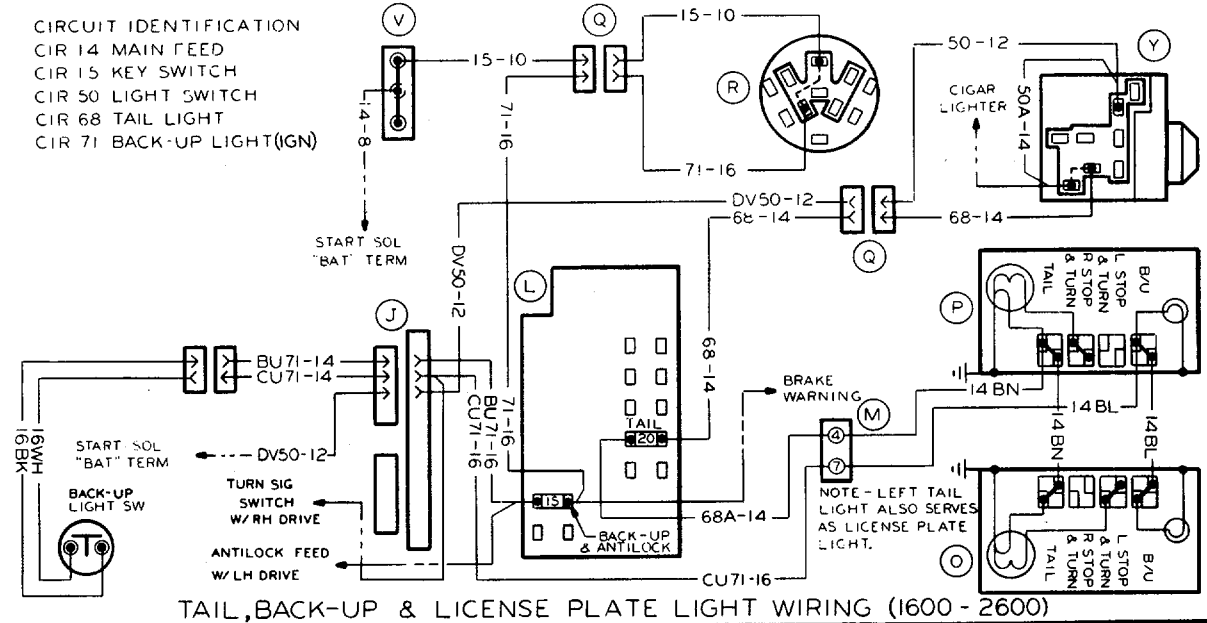 CIRCUIT IDENTIFICATION
CIR 14 MAIN FEED
CIR 15 KEY SWITCH
CIR 50 LIGHT SWITCH
CIR 68 TAIL LIGHT
CIR 71 BACK-UP LIGHT(IGN)
V
Q
15-10
15-10
R
71-16
71-16
14-8
START SOL
"BAT" TERM
50-12
Y
CIGAR
LIGHTER
50A-14
DV50-12
68-14
Q
68-14
DV50-12
L
J
BU71-14
CU71-14
DV50-12
START SOL
"BAT" TERM
16BK
16WH
BACK-UP
LIGHT SW
TURN SIG
SWITCH
W/RH DRIVE
ANTILOCK FEED
W/LH DRIVE
BU71-16
CU71-16
71-16
68-14
TAIL
20
15
BACK-UP
& ANTILOCK
68A-14
CU71-16
BRAKE
WARNING
M
4
7
NOTE-LEFT TAIL
LIGHT ALSO SERVES
AS LICENSE PLATE
LIGHT.
P
TAIL
R STOP
& TURN
L STOP
& TURN
B/U
14BN
14BL
14BN
14BL
O
TAIL
R STOP
& TURN
L STOP
& TURN
B/U
TAIL, BACK-UP & LICENSE PLATE LIGHT WIRING (1600-2600)